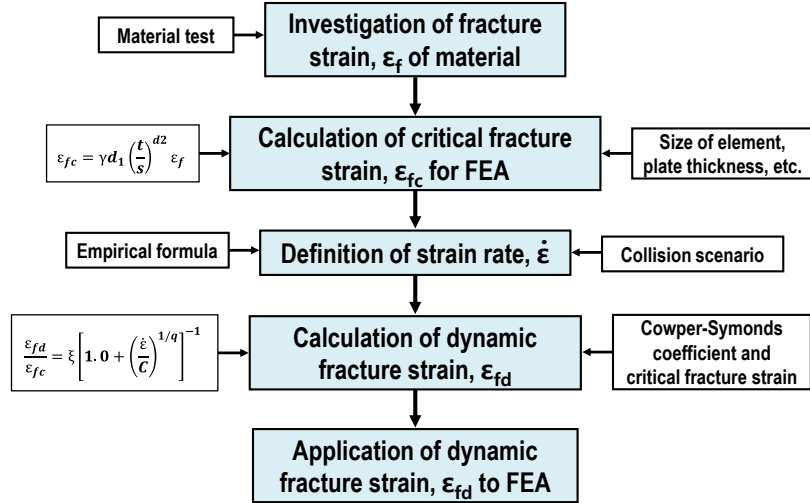 Material test
Investigation of fracture
strain, εf of material
εfc = γd1 (t/s)^d2 εf
Calculation of critical fracture
strain, εfc for FEA
Size of element,
plate thickness, etc.
Empirical formula
Definition of strain rate, ε̇
Collision scenario
εfd/εfc = ξ [1.0 + (ε̇/C)^1/q]^−1
Calculation of dynamic
fracture strain, εfd
Cowper-Symonds
coefficient and
critical fracture strain
Application of dynamic
fracture strain, εfd to FEA